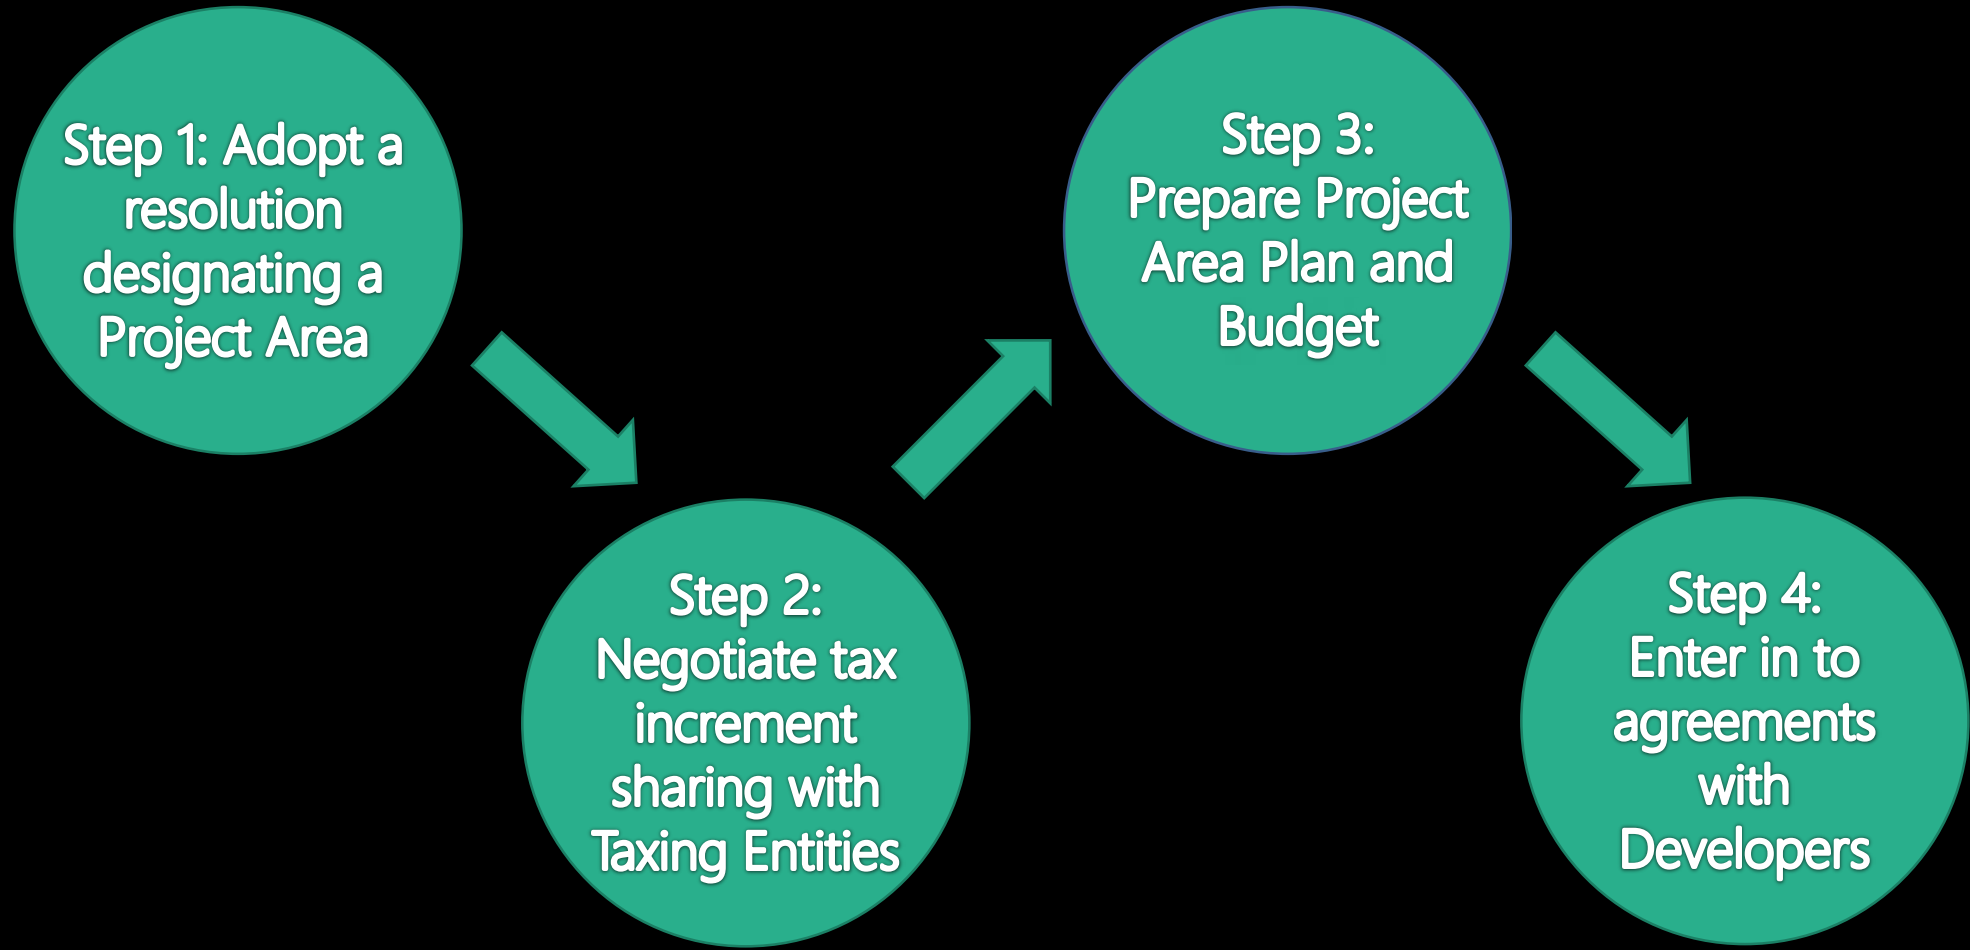 Step 1: Adopt a
resolution
designating a
Project Area
Step 2:
Negotiate tax
increment
sharing with
Taxing Entities
Step 3:
Prepare Project
Area Plan and
Budget
Step 4:
Enter in to
agreements
with
Developers